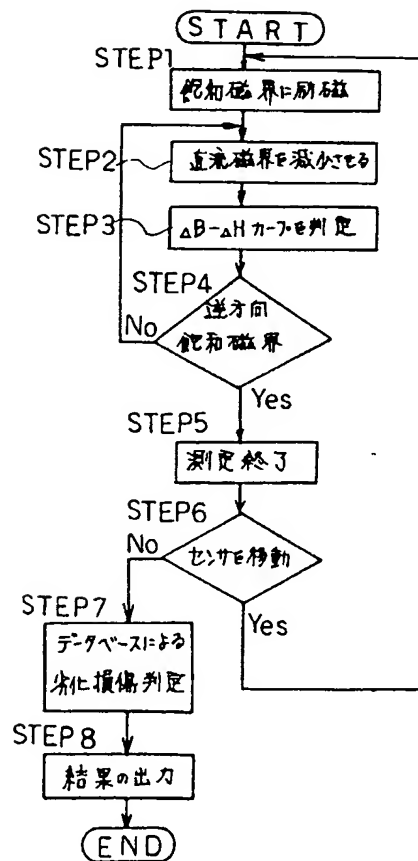 START
STEP1
飽和磁界に励磁
STEP2
直流磁界を減少させる
STEP3
△B-△Hカーブを判定
STEP4
逆方向
飽和磁界
No
Yes
STEP5
測定終了
STEP6
センサを移動
No
Yes
STEP7
データベースによる
劣化損傷判定
STEP8
結果の出力
END